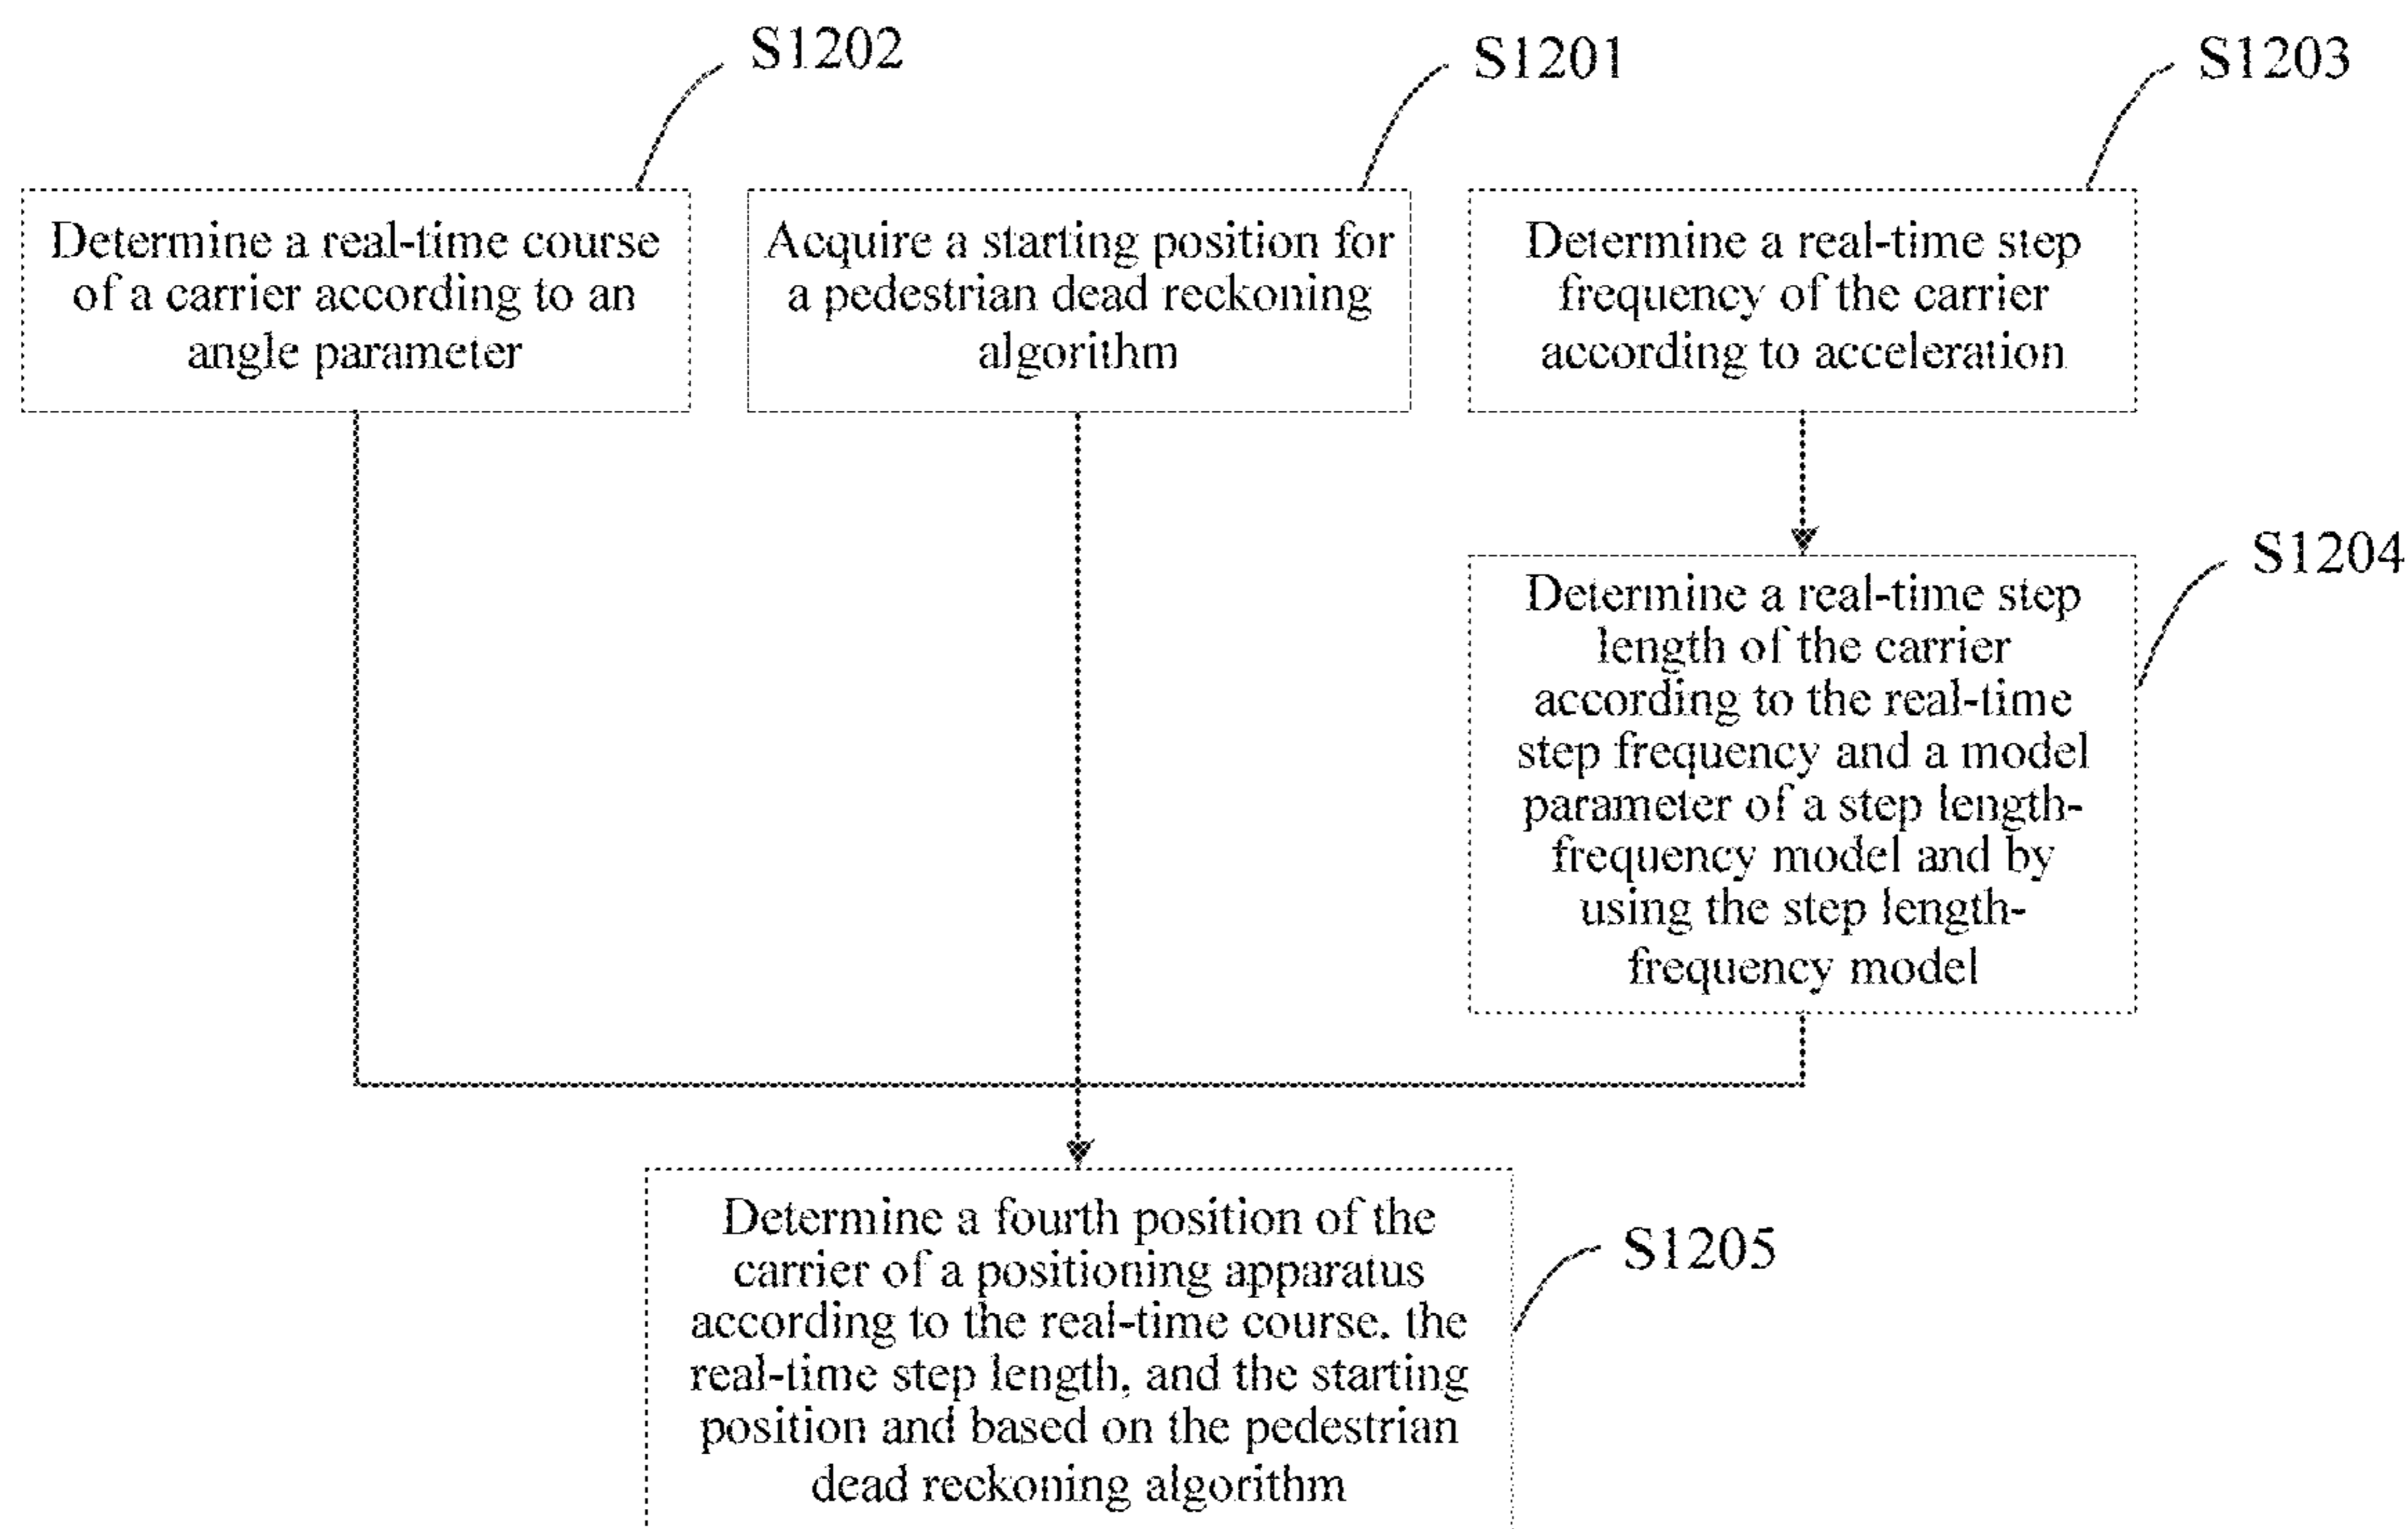 S1202
S1201
S1203
Determine a real-time course
of a carrier according to an
angle parameter
Acquire a starting position for
a pedestrian dead reckoning
algorithm
Determine a real-time step
frequency of the carrier
according to acceleration
S1204
Determine a real-time step
length of the carrier
according to the real-time
step frequency and a model
parameter of a step length-
frequency model and by
using the step length-
frequency model
Determine a fourth position of the
carrier of a positioning apparatus
according to the real-time course, the
real-time step length, and the starting
position and based on the pedestrian
dead reckoning algorithm
S1205